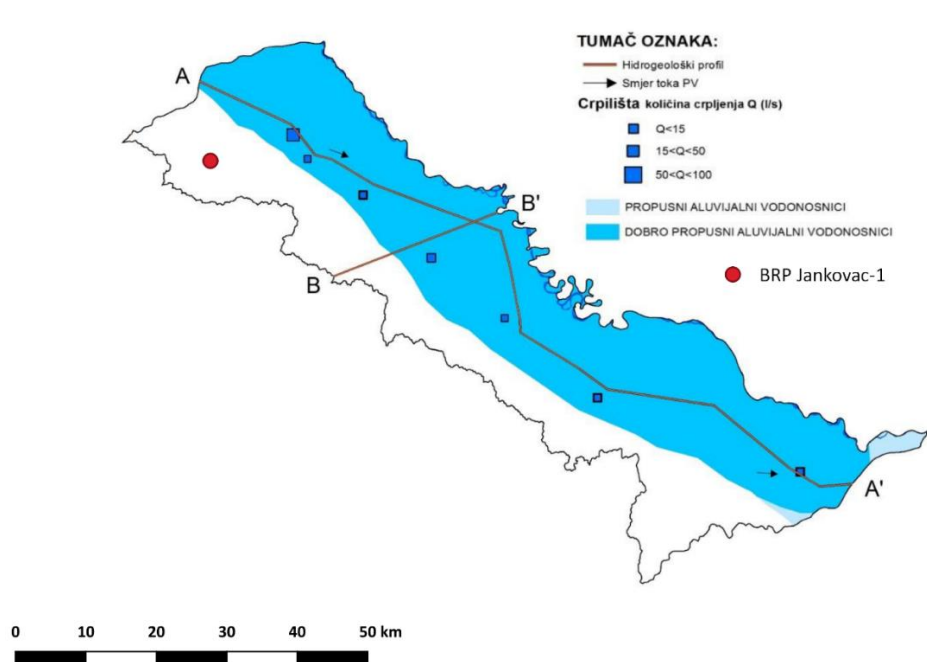 TUMAČ OZNAKA:
Hidrogeološki profil
Smjer toka PV
Crpilišta količina crpljenja Q (l/s)
Q<15
15<Q<50
50<Q<100
PROPUSNI ALUVIJALNI VODONOSNICI
DOBRO PROPUSNI ALUVIJALNI VODONOSNICI
BRP Jankovac-1
A
B'
B
A'
0 10 20 30 40 50 km